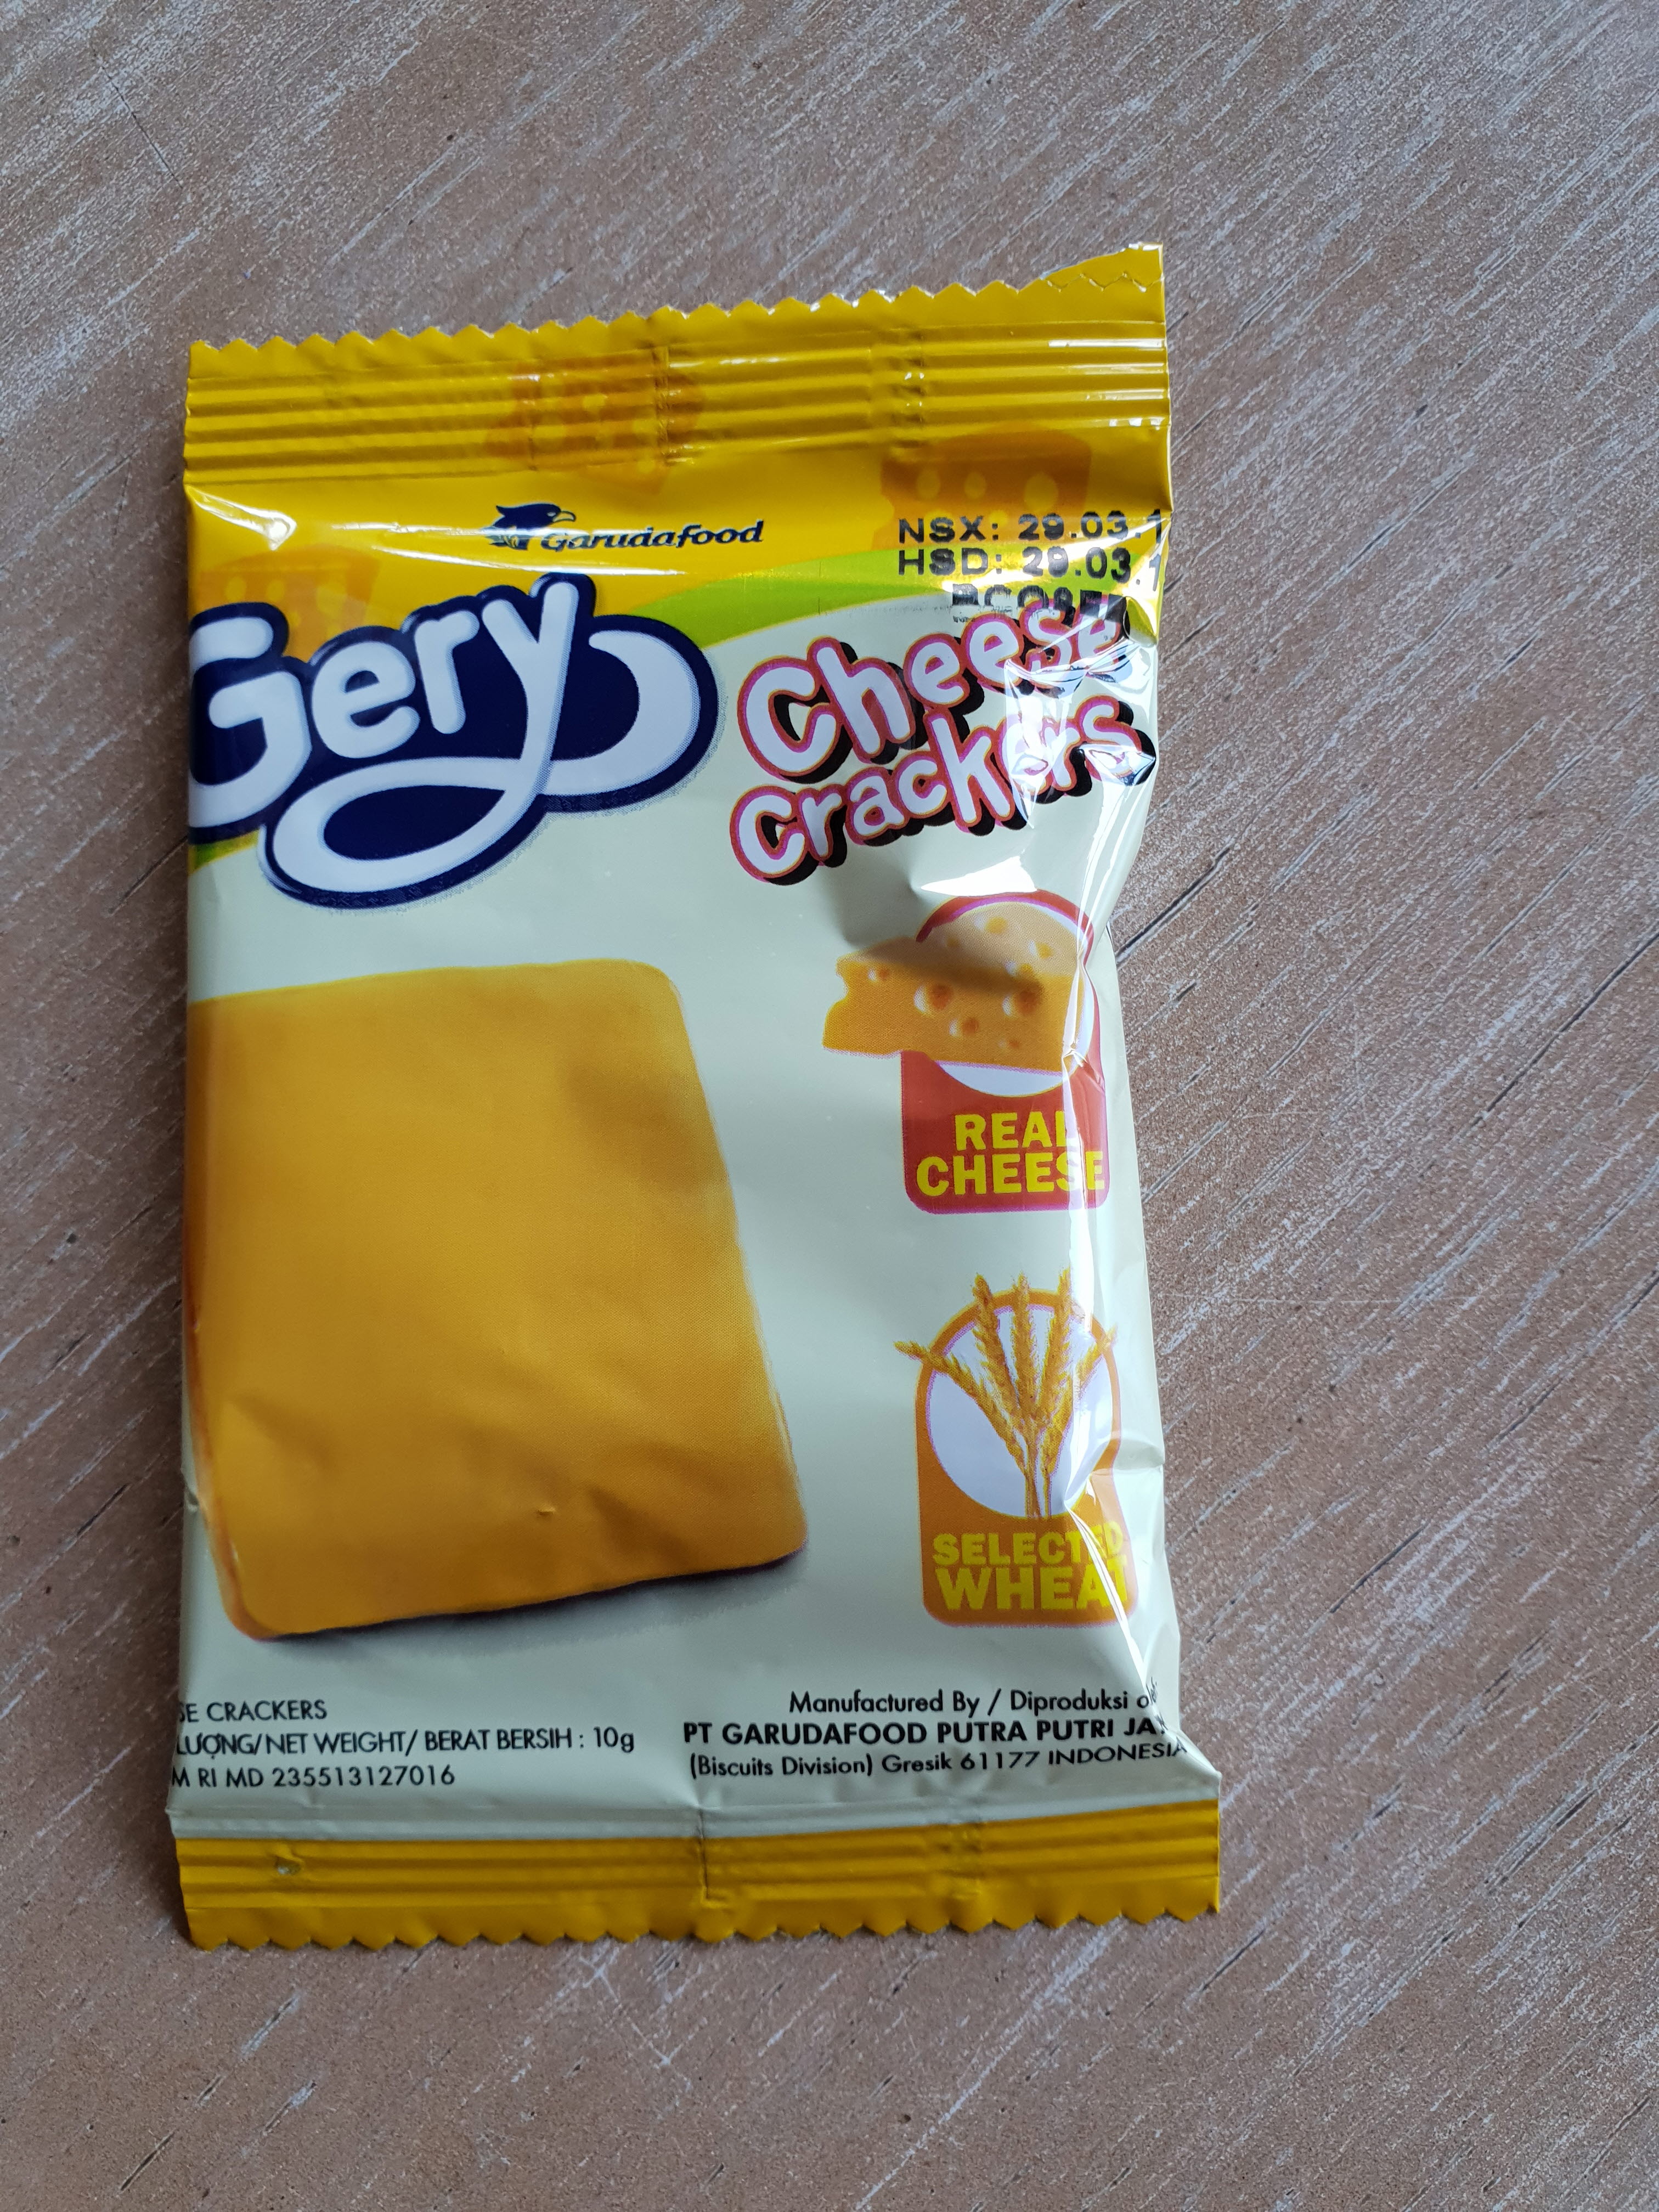 Garudafood
NSX: 29.03.1
HSD: 29.03.1
Gery
Cheese
Crackers
REAL
CHEESE
SELECTED
WHEAT
SE CRACKERS
LƯỢNG/NET WEIGHT/ BERAT BERSIH : 10g
M RI MD 235513127016
Manufactured By / Diproduksi
PT GARUDAFOOD PUTRA PUTRI JAYA
(Biscuits Division) Gresik 61177 INDONESIA